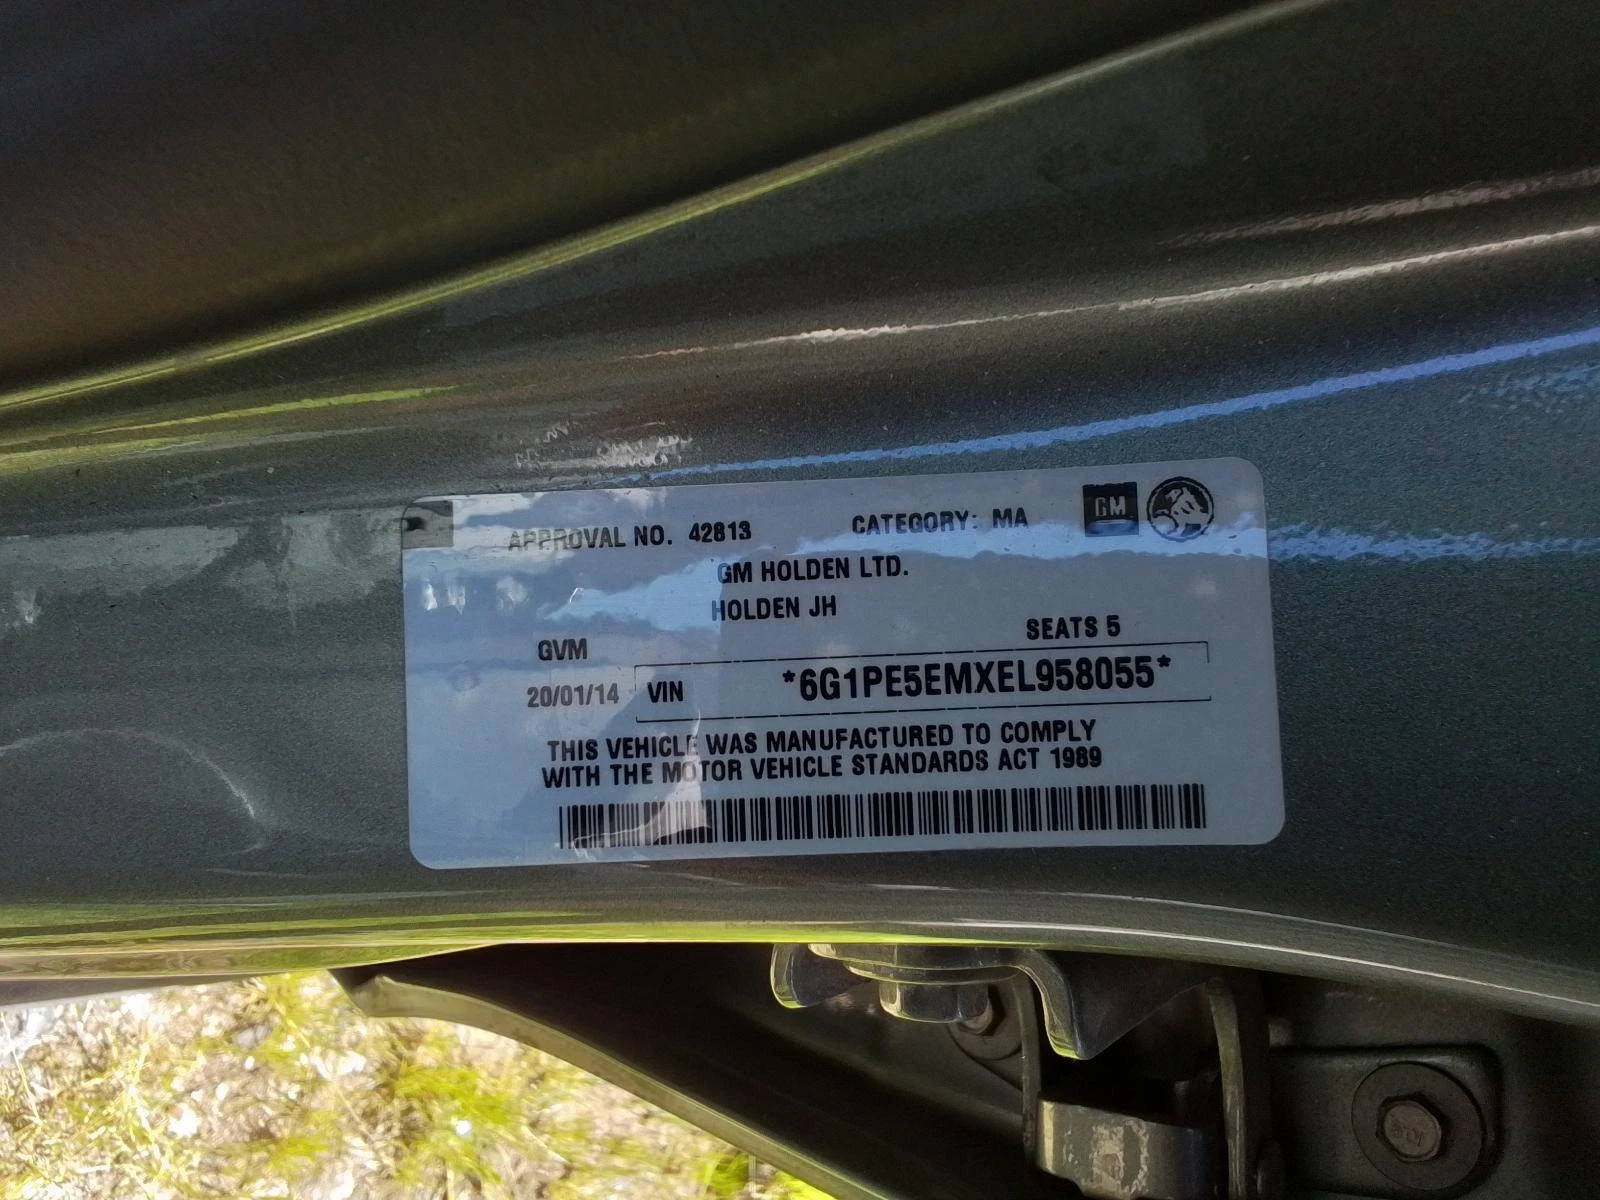 APPROVAL NO. 42813 CATEGORY: MA GM
GM HOLDEN LTD.
HOLDEN JH
SEATS 5
GVM
20/01/14 VIN *6G1PE5EMXEL958055*
THIS VEHICLE WAS MANUFACTURED TO COMPLY
WITH THE MOTOR VEHICLE STANDARDS ACT 1989